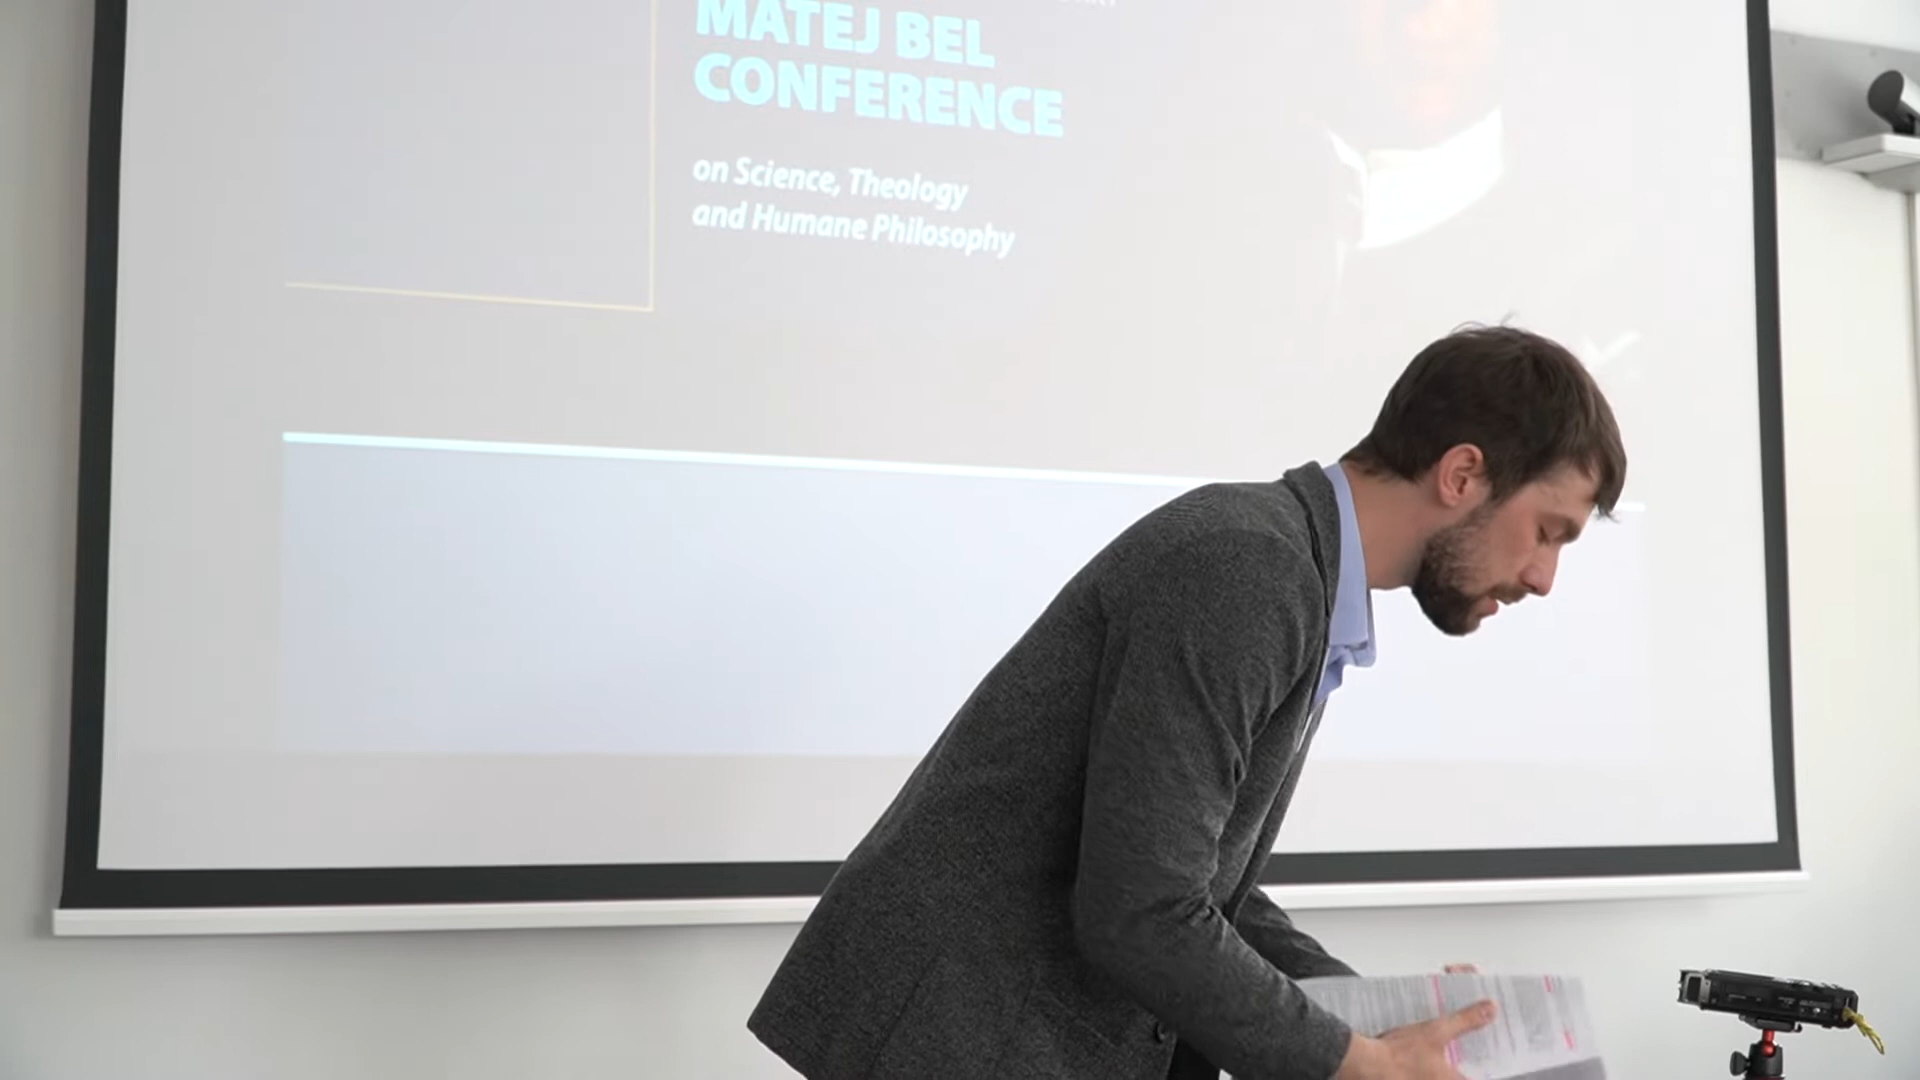 MATEJ BEL
CONFERENCE
on Science, Theology
and Humane Philosophy